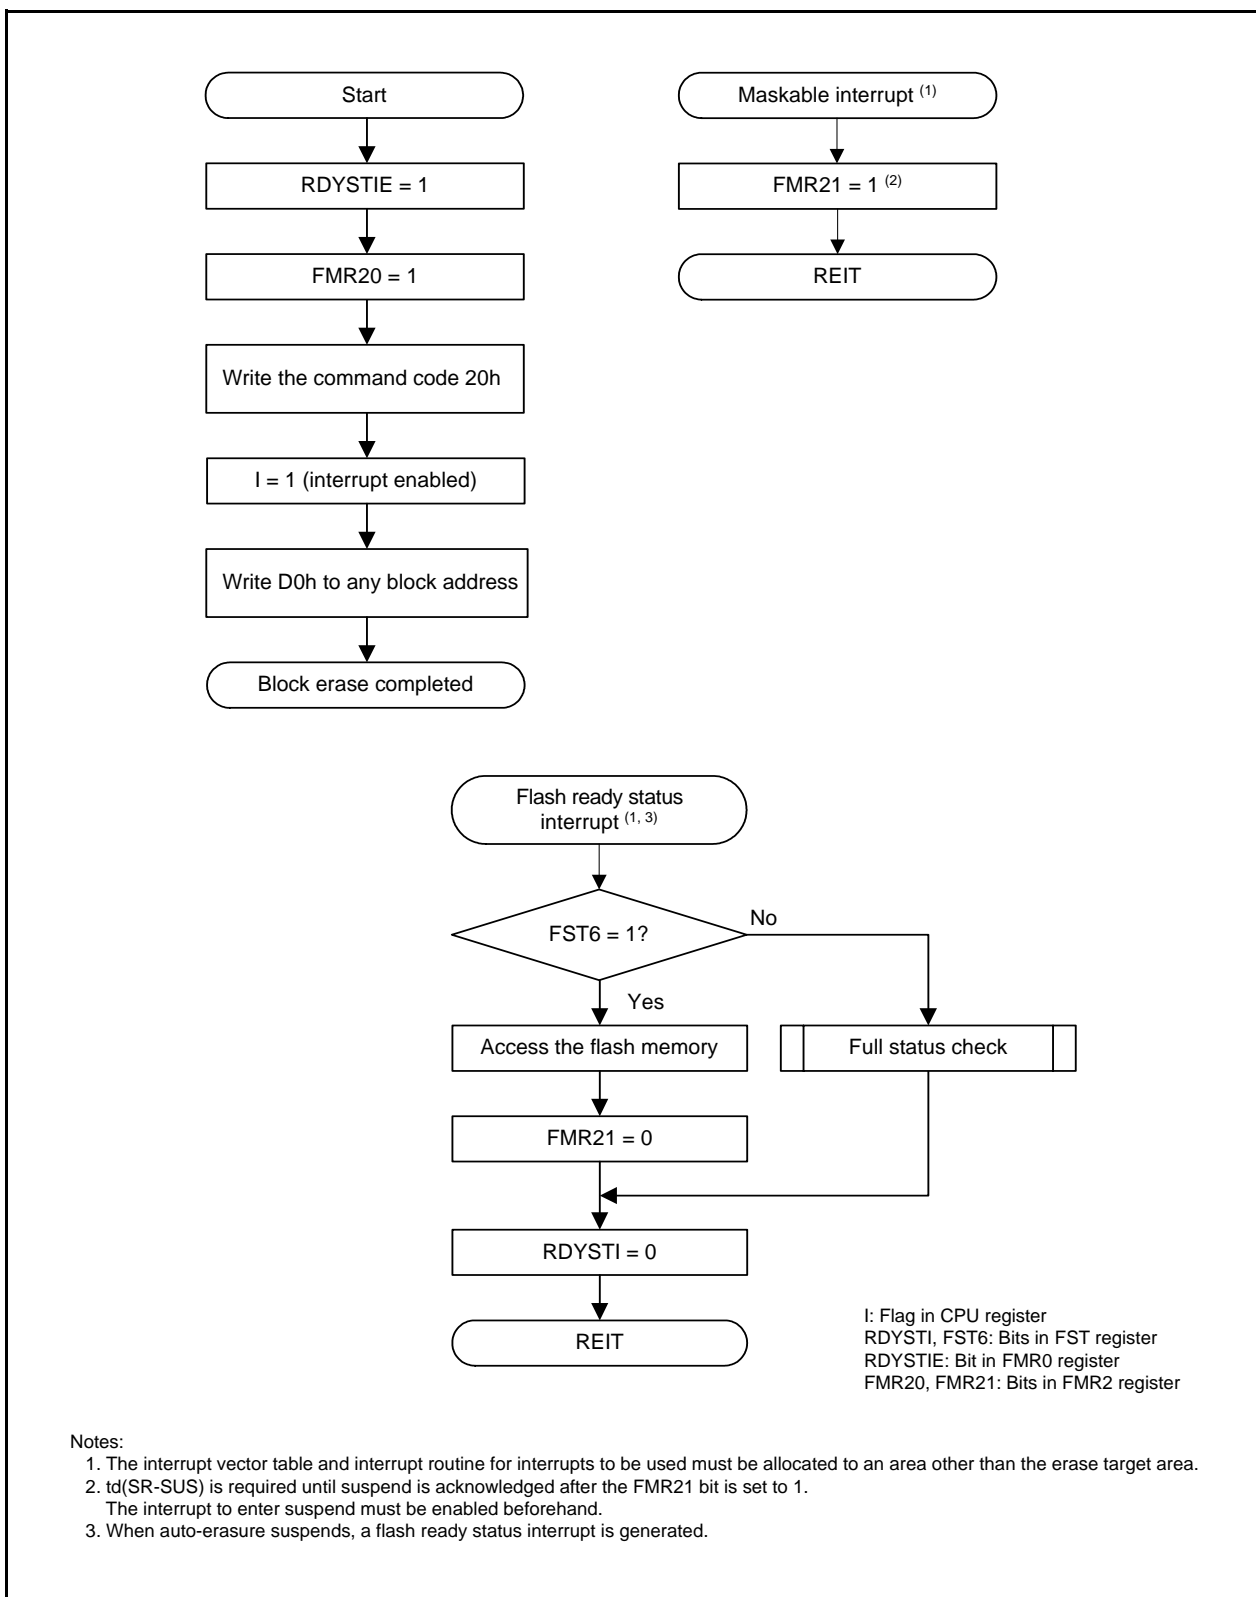 Start
RDYSTIE = 1
FMR20 = 1
Write the command code 20h
I = 1 (interrupt enabled)
Write D0h to any block address
Block erase completed
Maskable interrupt (1)
FMR21 = 1 (2)
REIT
Flash ready status
interrupt (1, 3)
FST6 = 1?
No
Yes
Access the flash memory
Full status check
FMR21 = 0
RDYSTI = 0
REIT
I: Flag in CPU register
RDYSTI, FST6: Bits in FST register
RDYSTIE: Bit in FMR0 register
FMR20, FMR21: Bits in FMR2 register
Notes:
1. The interrupt vector table and interrupt routine for interrupts to be used must be allocated to an area other than the erase target area.
2. td(SR-SUS) is required until suspend is acknowledged after the FMR21 bit is set to 1.
The interrupt to enter suspend must be enabled beforehand.
3. When auto-erasure suspends, a flash ready status interrupt is generated.